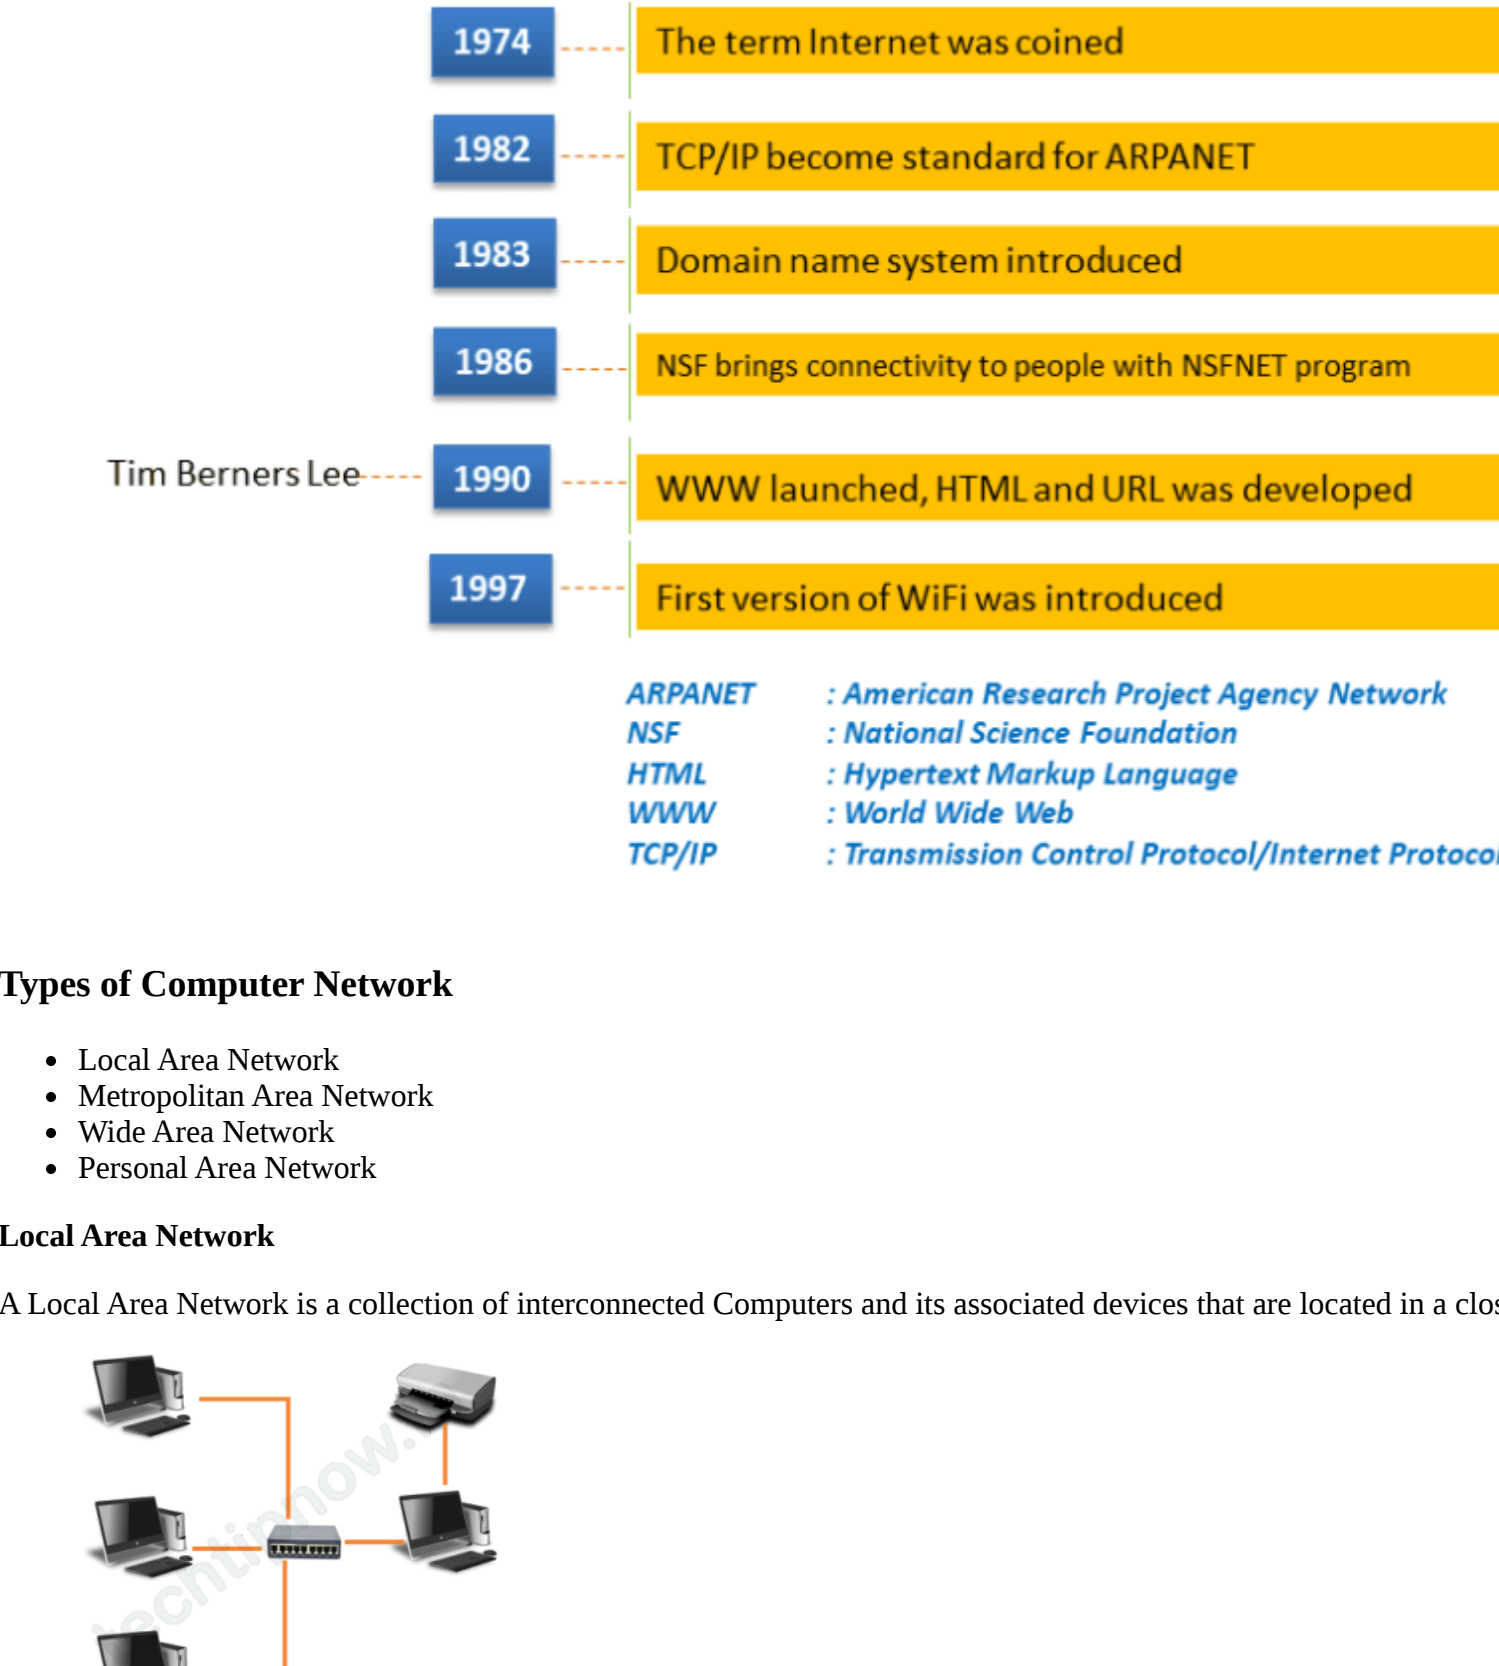 1974 The term Internet was coined
1982 TCP/IP become standard for ARPANET
1983 Domain name system introduced
1986 NSF brings connectivity to people with NSFNET program
Tim Berners Lee 1990 WWW launched, HTML and URL was developed
1997 First version of WiFi was introduced
ARPANET : American Research Project Agency Network
NSF : National Science Foundation
HTML : Hypertext Markup Language
WWW : World Wide Web
TCP/IP : Transmission Control Protocol/Internet Protocol
Types of Computer Network
• Local Area Network
• Metropolitan Area Network
• Wide Area Network
• Personal Area Network
Local Area Network
A Local Area Network is a collection of interconnected Computers and its associated devices that are located in a clos
techtipnow.